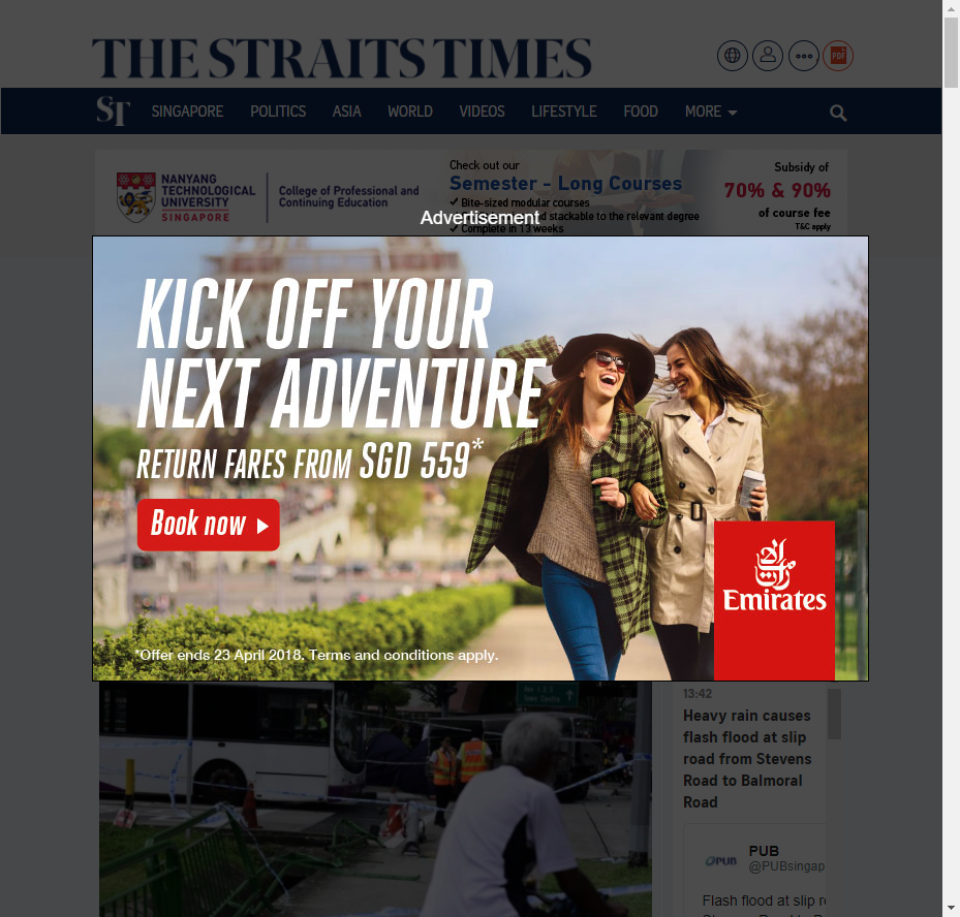 THE STRAITS TIMES
PDF
ST
SINGAPORE POLITICS ASIA WORLD VIDEOS LIFESTYLE FOOD MORE
NANYANG
TECHNOLOGICAL
UNIVERSITY
SINGAPORE
College of Professional and
Continuing Education
Check out our
Semester - Long Courses
✓ Bite-sized modular courses
d stackable to the relevant degree
✓ Complete in 13 weeks
Subsidy of
70% & 90%
of course fee
T&C apply
Advertisement
KICK OFF YOUR
NEXT ADVENTURE
RETURN FARES FROM SGD 559*
Book now
Emirates
*Offer ends 23 April 2018. Terms and conditions apply.
13:42
Heavy rain causes
flash flood at slip
road from Stevens
Road to Balmoral
Road
PUB
PUB
@PUBsingap
Flash flood at slip r